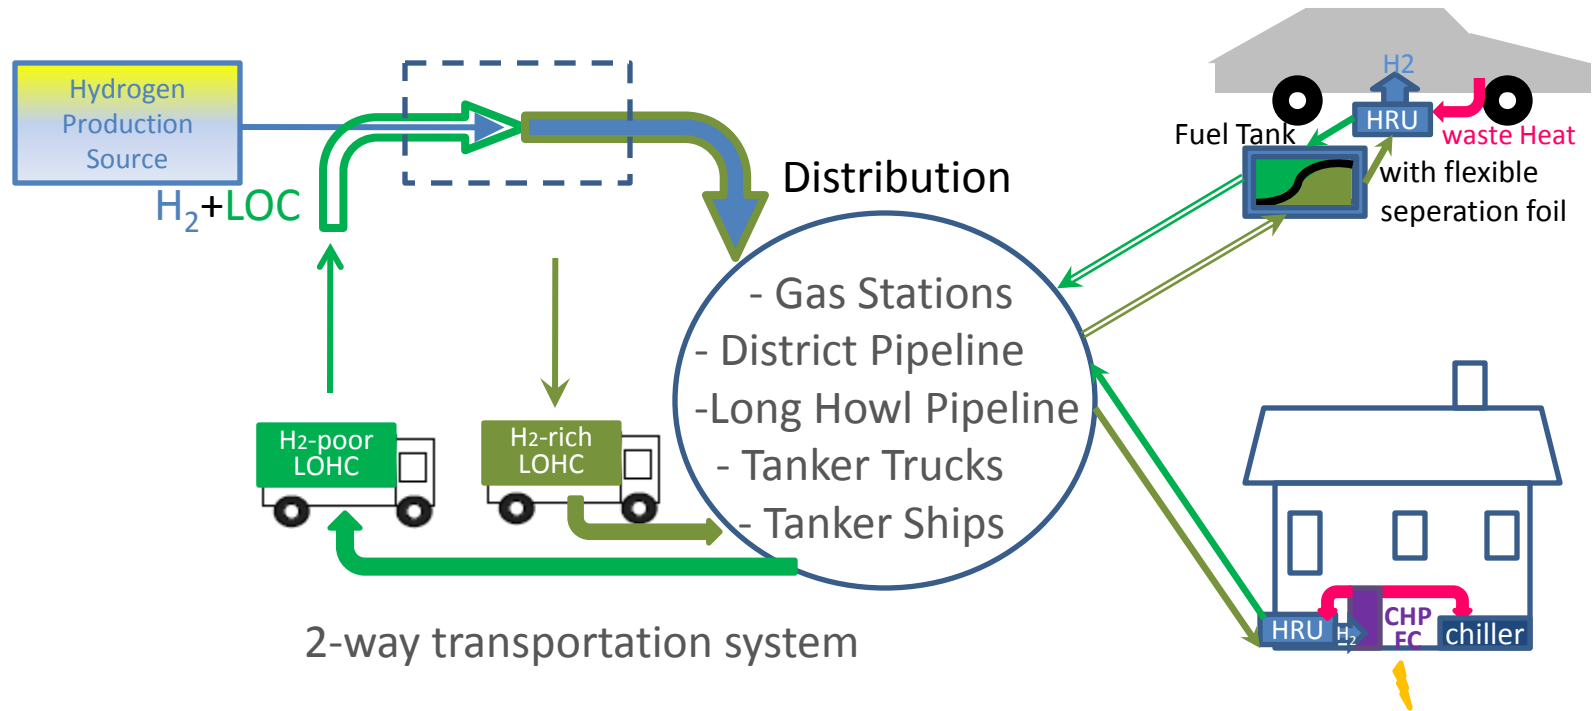 Hydrogen
Production
Source
H2+LOC
Distribution
- Gas Stations
- District Pipeline
-Long Howl Pipeline
- Tanker Trucks
- Tanker Ships
H2-poor
LOHC
H2-rich
LOHC
2-way transportation system
H2
HRU
Fuel Tank
waste Heat
with flexible
seperation foil
HRU
H2
CHP
FC
chiller